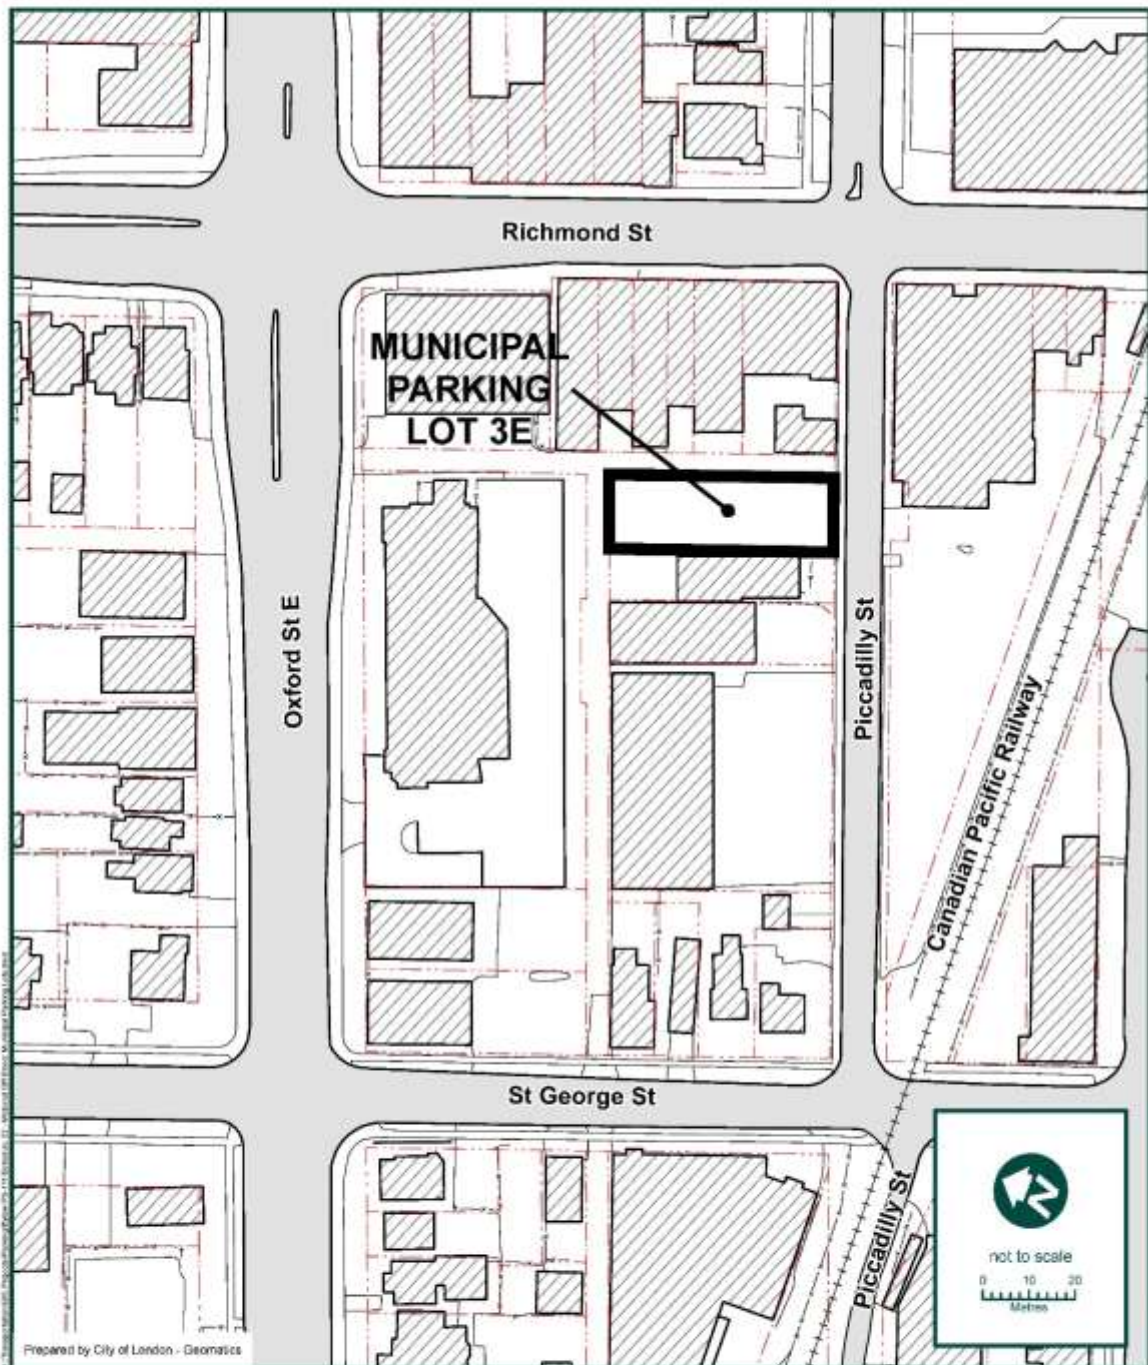 Richmond St
MUNICIPAL
PARKING
LOT 3E
Oxford St E
Piccadilly St
Canadian Pacific Railway
St George St
Piccadilly St
N
not to scale
0 10 20
Metres
Prepared by City of London - Geomatics